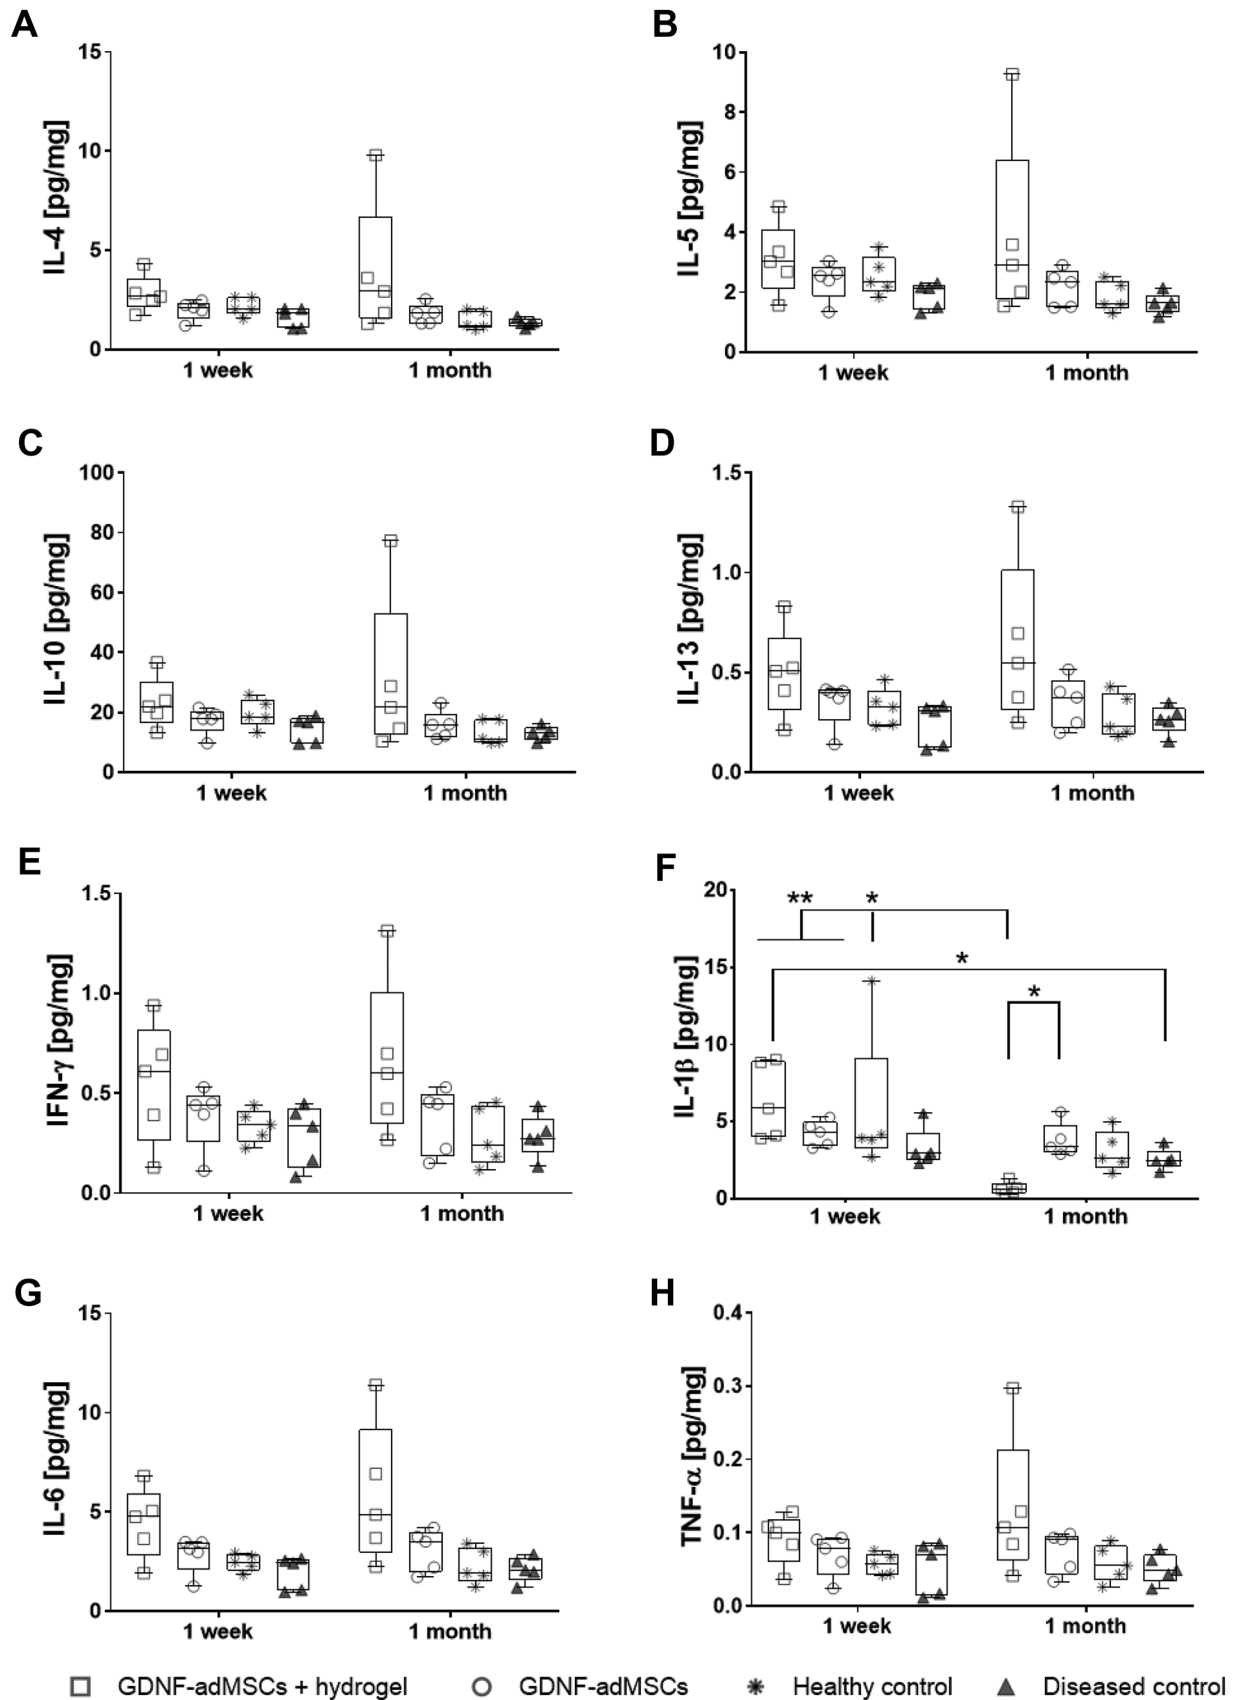 A
B
15
10
5
0
IL-4 [pg/mg]
1 week
1 month
10
8
6
4
2
0
IL-5 [pg/mg]
1 week
1 month
C
D
100
80
60
40
20
0
IL-10 [pg/mg]
1 week
1 month
1.5
1.0
0.5
0.0
IL-13 [pg/mg]
1 week
1 month
E
F
1.5
1.0
0.5
0.0
IFN-γ [pg/mg]
1 week
1 month
20
15
10
5
0
IL-1β [pg/mg]
** *
*
*
1 week
1 month
G
H
15
10
5
0
IL-6 [pg/mg]
1 week
1 month
0.4
0.3
0.2
0.1
0.0
TNF-α [pg/mg]
1 week
1 month
GDNF-adMSCs + hydrogel GDNF-adMSCs Healthy control Diseased control